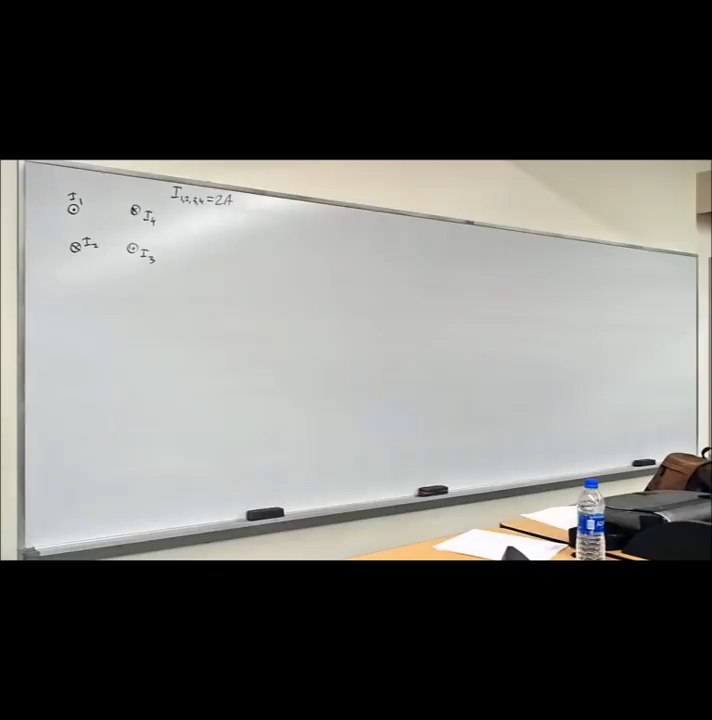 I₁
I₁,₂,₃,₄ = 2A
I₄
I₂
I₃